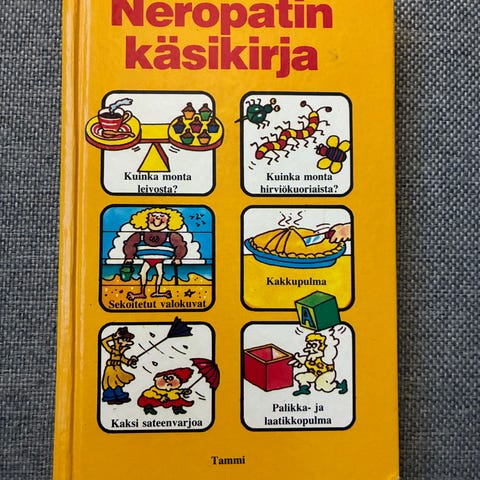 Neropatin
käsikirja
Kuinka monta
leivosta?
Kuinka monta
hirviökuoriaista?
Sekoitetut valokuvat
Kakkupulma
Kaksi sateenvarjoa
A
Palikka- ja
laatikkopulma
Tammi